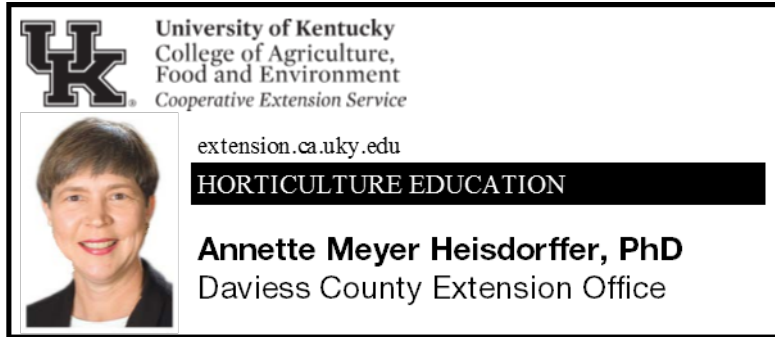 UK
University of Kentucky
College of Agriculture,
Food and Environment
Cooperative Extension Service
extension.ca.uky.edu
HORTICULTURE EDUCATION
Annette Meyer Heisdorffer, PhD
Daviess County Extension Office